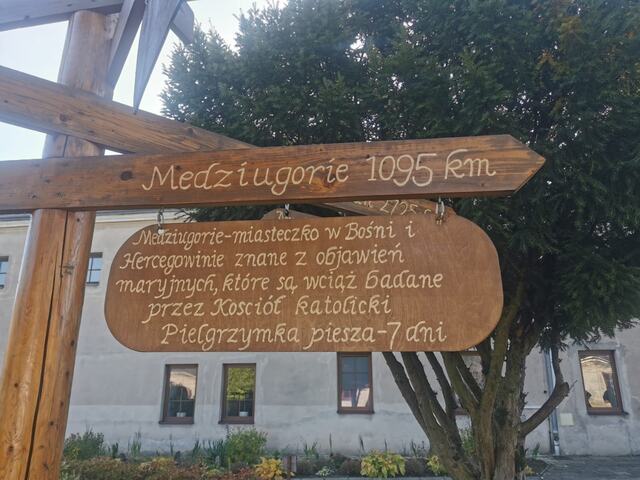 Medziugorie 1095 km
Medziugorie-miasteczko w Bośni i
Hercegowinie znane z objawień
maryjnych, które są wciąż badane
przez Kościół katolicki
Pielgrzymka piesza-7 dni